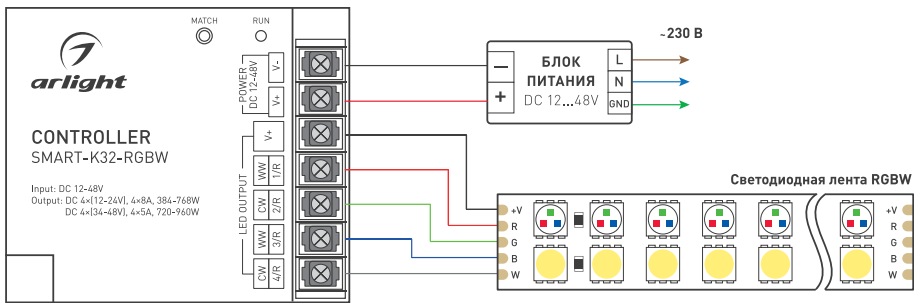 MATCH
RUN
arlight
CONTROLLER
SMART-K32-RGBW
Input: DC 12-48V
Output: DC 4×(12-24V), 4×8A, 384-768W
DC 4×(34-48V), 4×5A, 720-960W
POWER
DC 12-48V
V-
V+
LED OUTPUT
V+
WW 1/R
CW 2/R
WW 3/R
CW 4/R
БЛОК
ПИТАНИЯ
DC 12...48V
−
+
L
N
GND
~230 В
Светодиодная лента RGBW
+V
R
G
B
W
+V
R
G
B
W